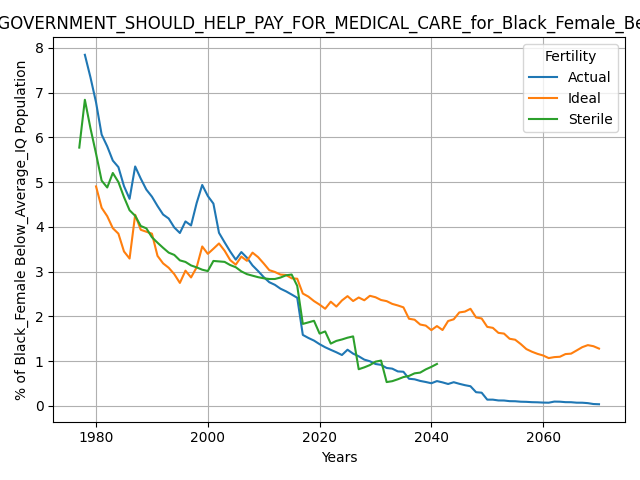 GOVERNMENT_SHOULD_HELP_PAY_FOR_MEDICAL_CARE_for_Black_Female_Be
% of Black_Female Below_Average_IQ Population
8
7
6
5
4
3
2
1
0
Fertility
Actual
Ideal
Sterile
1980 2000 2020 2040 2060
Years